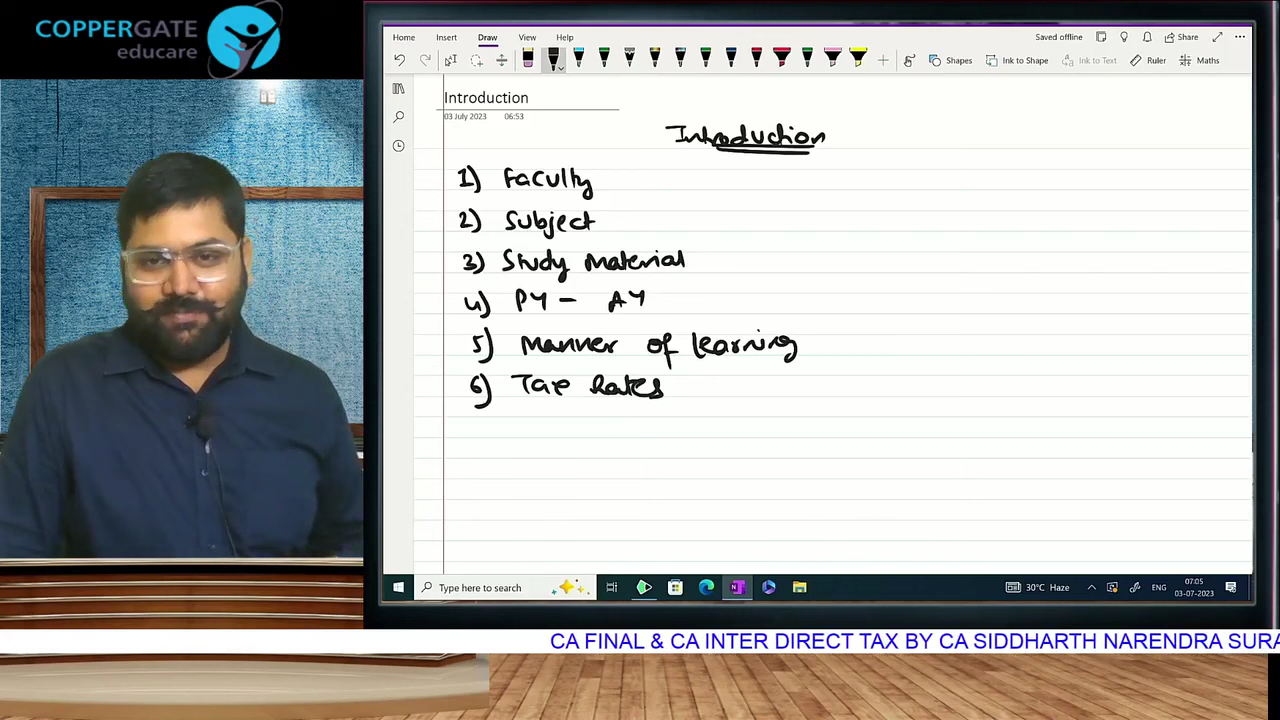 COPPERGATE
educare
Home Insert Draw View Help
Saved offline Share
Shapes Ink to Shape Ink to Text Ruler Maths
Introduction
03 July 2023 06:53
Introduction
1) Faculty
2) Subject
3) Study Material
4) PY - AY
5) Manner of learning
6) Tax Rates
Type here to search
30°C Haze
ENG
07:05
03-07-2023
CA FINAL & CA INTER DIRECT TAX BY CA SIDDHARTH NARENDRA SURA